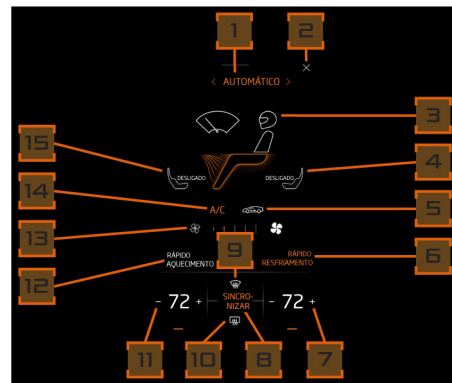 1 2
< AUTOMÁTICO >
3
15 DESLIGADO DESLIGADO 4
14 A/C 5
13
9
RÁPIDO
AQUECIMENTO
RÁPIDO
RESFRIAMENTO
12 6
- 72 + SINCRO-
NIZAR - 72 +
11 10 8 7